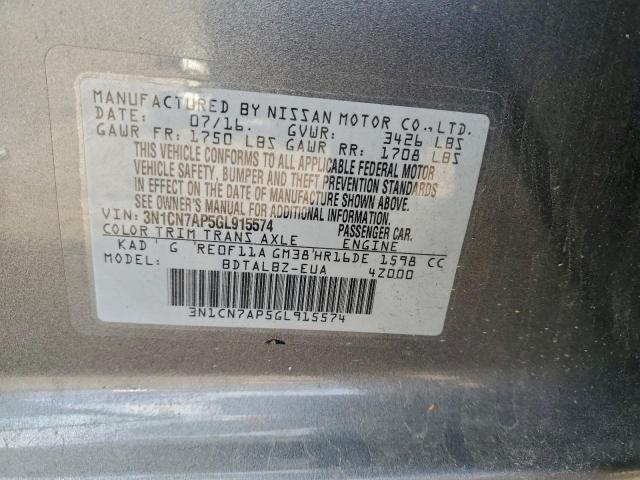 MANUFACTURED BY NISSAN MOTOR CO.,LTD.
DATE: 07/16. GVWR: 3426 LBS
GAWR FR: 1750 LBS GAWR RR: 1708 LBS
THIS VEHICLE CONFORMS TO ALL APPLICABLE FEDERAL MOTOR
VEHICLE SAFETY, BUMPER AND THEFT PREVENTION STANDARDS
IN EFFECT ON THE DATE OF MANUFACTURE SHOWN ABOVE.
SEE OWNER'S MANUAL FOR ADDITIONAL INFORMATION.
VIN: 3N1CN7AP5GL915574 PASSENGER CAR.
COLOR TRIM TRANS AXLE ENGINE
KAD G RE0F11A GM38 HR16DE 1598 CC
MODEL: BDTALBZ-EUA 4Z000
3N1CN7AP5GL915574